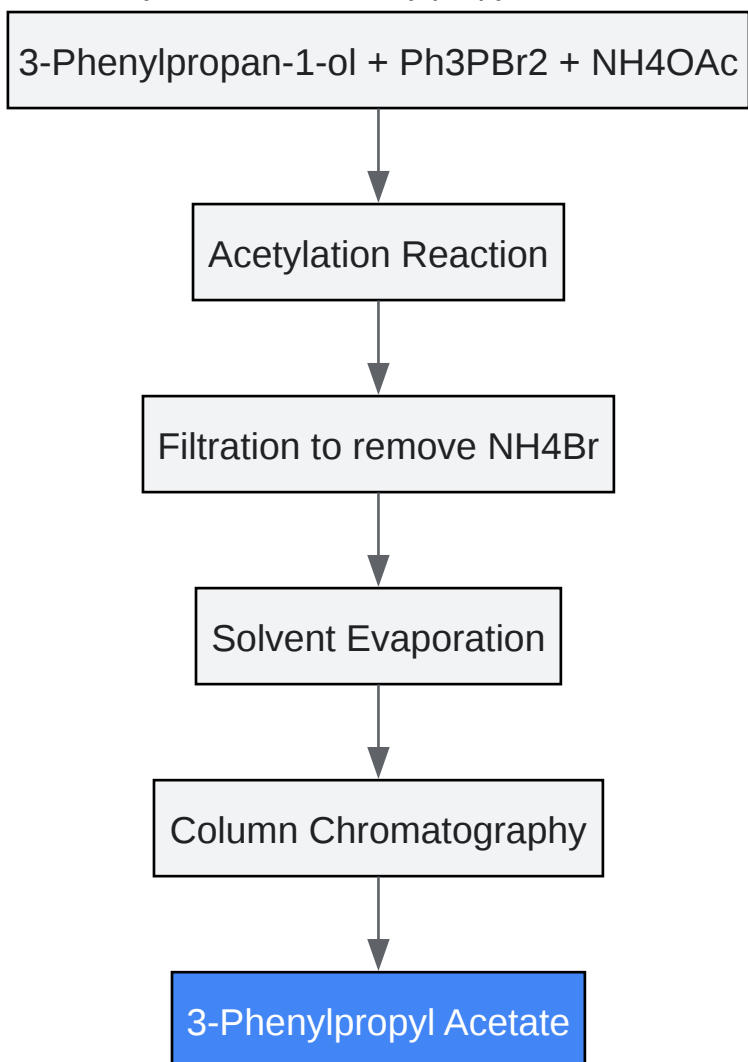 3-Phenylpropan-1-ol + Ph3PBr2 + NH4OAc
Acetylation Reaction
Filtration to remove NH4Br
Solvent Evaporation
Column Chromatography
3-Phenylpropyl Acetate